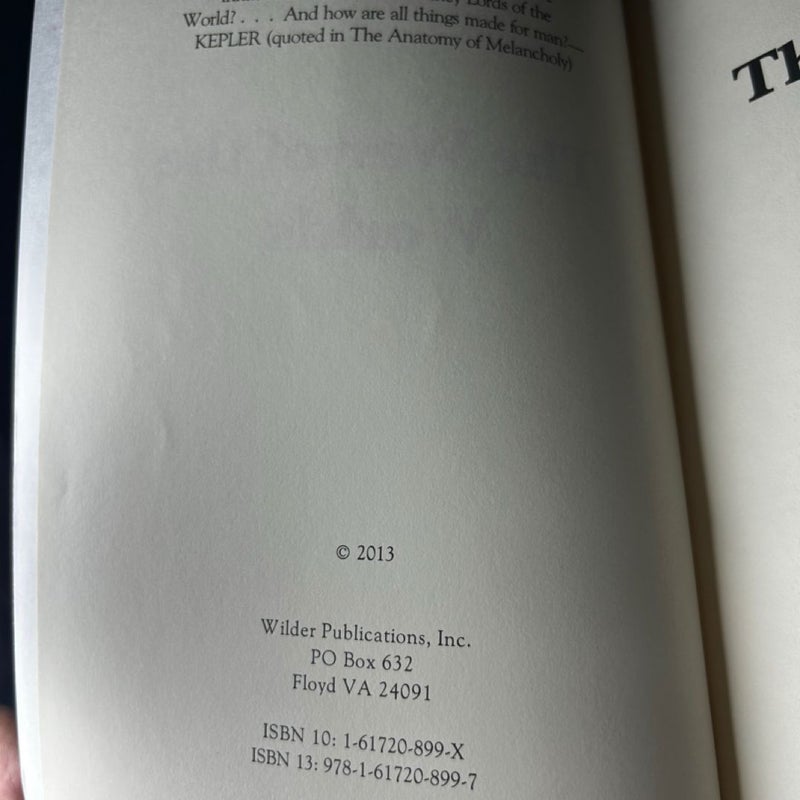 Lords of the
World? . . . And how are all things made for man?—
KEPLER (quoted in The Anatomy of Melancholy)
Th
© 2013
Wilder Publications, Inc.
PO Box 632
Floyd VA 24091
ISBN 10: 1-61720-899-X
ISBN 13: 978-1-61720-899-7